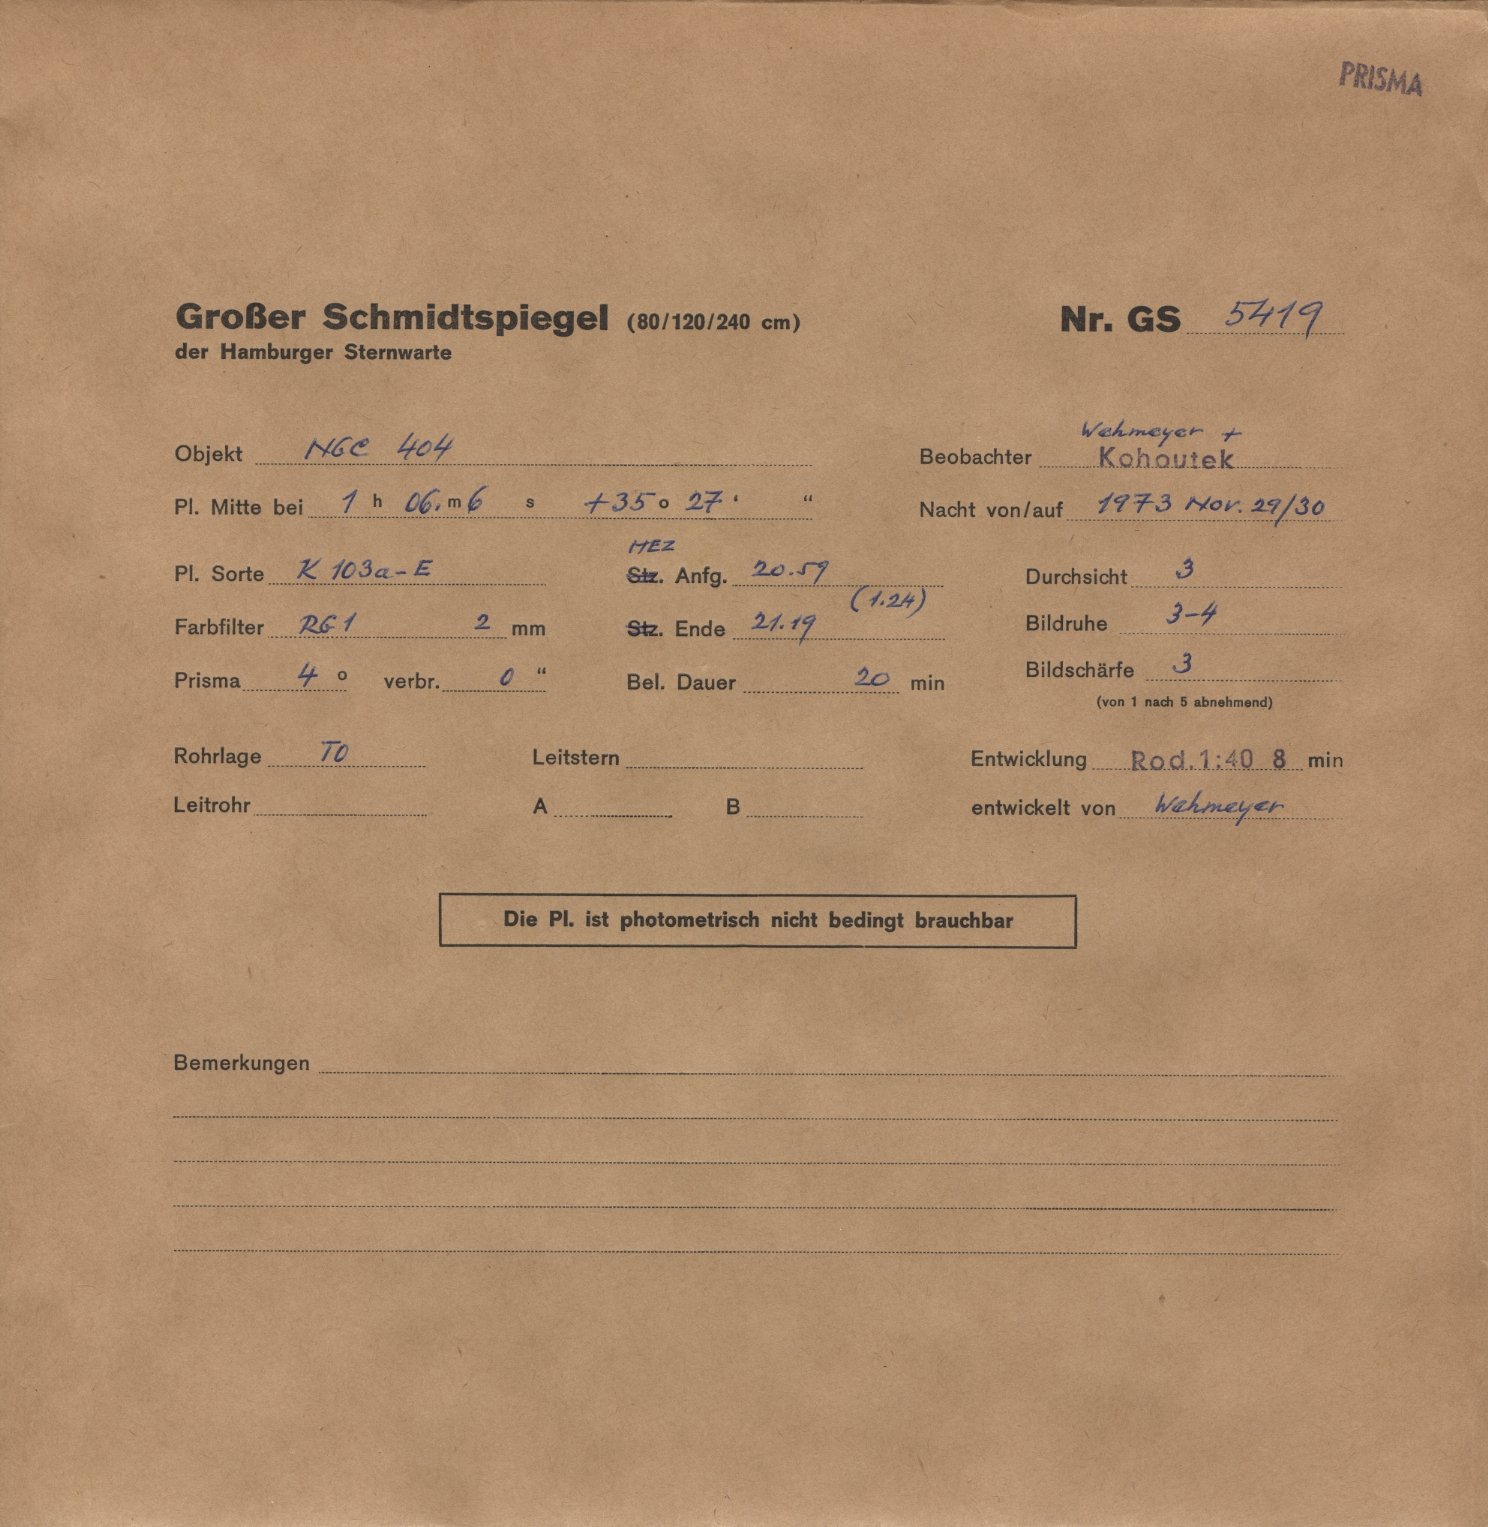 PRISMA
Großer Schmidtspiegel (80/120/240 cm) Nr. GS 5419
der Hamburger Sternwarte
Wehmeyer +
Objekt NGC 404 Beobachter Kohoutek
Pl. Mitte bei 1 h 06. m 6 s +35 o 27 ' “ Nacht von/auf 1973 Nov. 29/30
MEZ
Pl. Sorte K 103a-E Stz. Anfg. 20.59 Durchsicht 3
(1.24)
Farbfilter RG1 2 mm Stz. Ende 21.19 Bildruhe 3-4
Prisma 4 o verbr. 0 “ Bel. Dauer 20 min Bildschärfe 3
(von 1 nach 5 abnehmend)
Rohrlage TO Leitstern Entwicklung Rod. 1:40 8 min
Leitrohr A B entwickelt von Wehmeyer
Die Pl. ist photometrisch nicht bedingt brauchbar
Bemerkungen